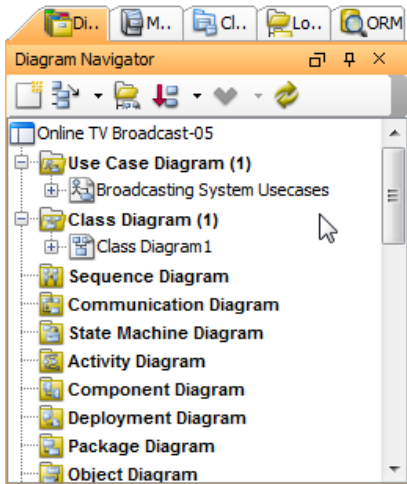 Di.. M.. Cl.. Lo.. ORM
Diagram Navigator
Online TV Broadcast-05
Use Case Diagram (1)
Broadcasting System Usecases
Class Diagram (1)
Class Diagram1
Sequence Diagram
Communication Diagram
State Machine Diagram
Activity Diagram
Component Diagram
Deployment Diagram
Package Diagram
Object Diagram